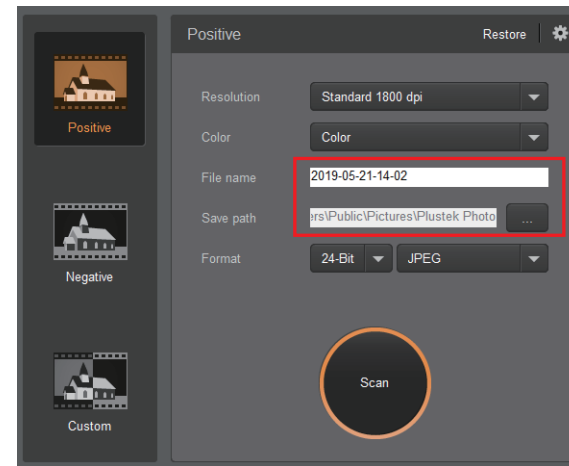 Positive
Negative
Custom
Positive Restore
Resolution Standard 1800 dpi
Color Color
File name 2019-05-21-14-02
Save path ers\Public\Pictures\Plustek Photo ...
Format 24-Bit JPEG
Scan